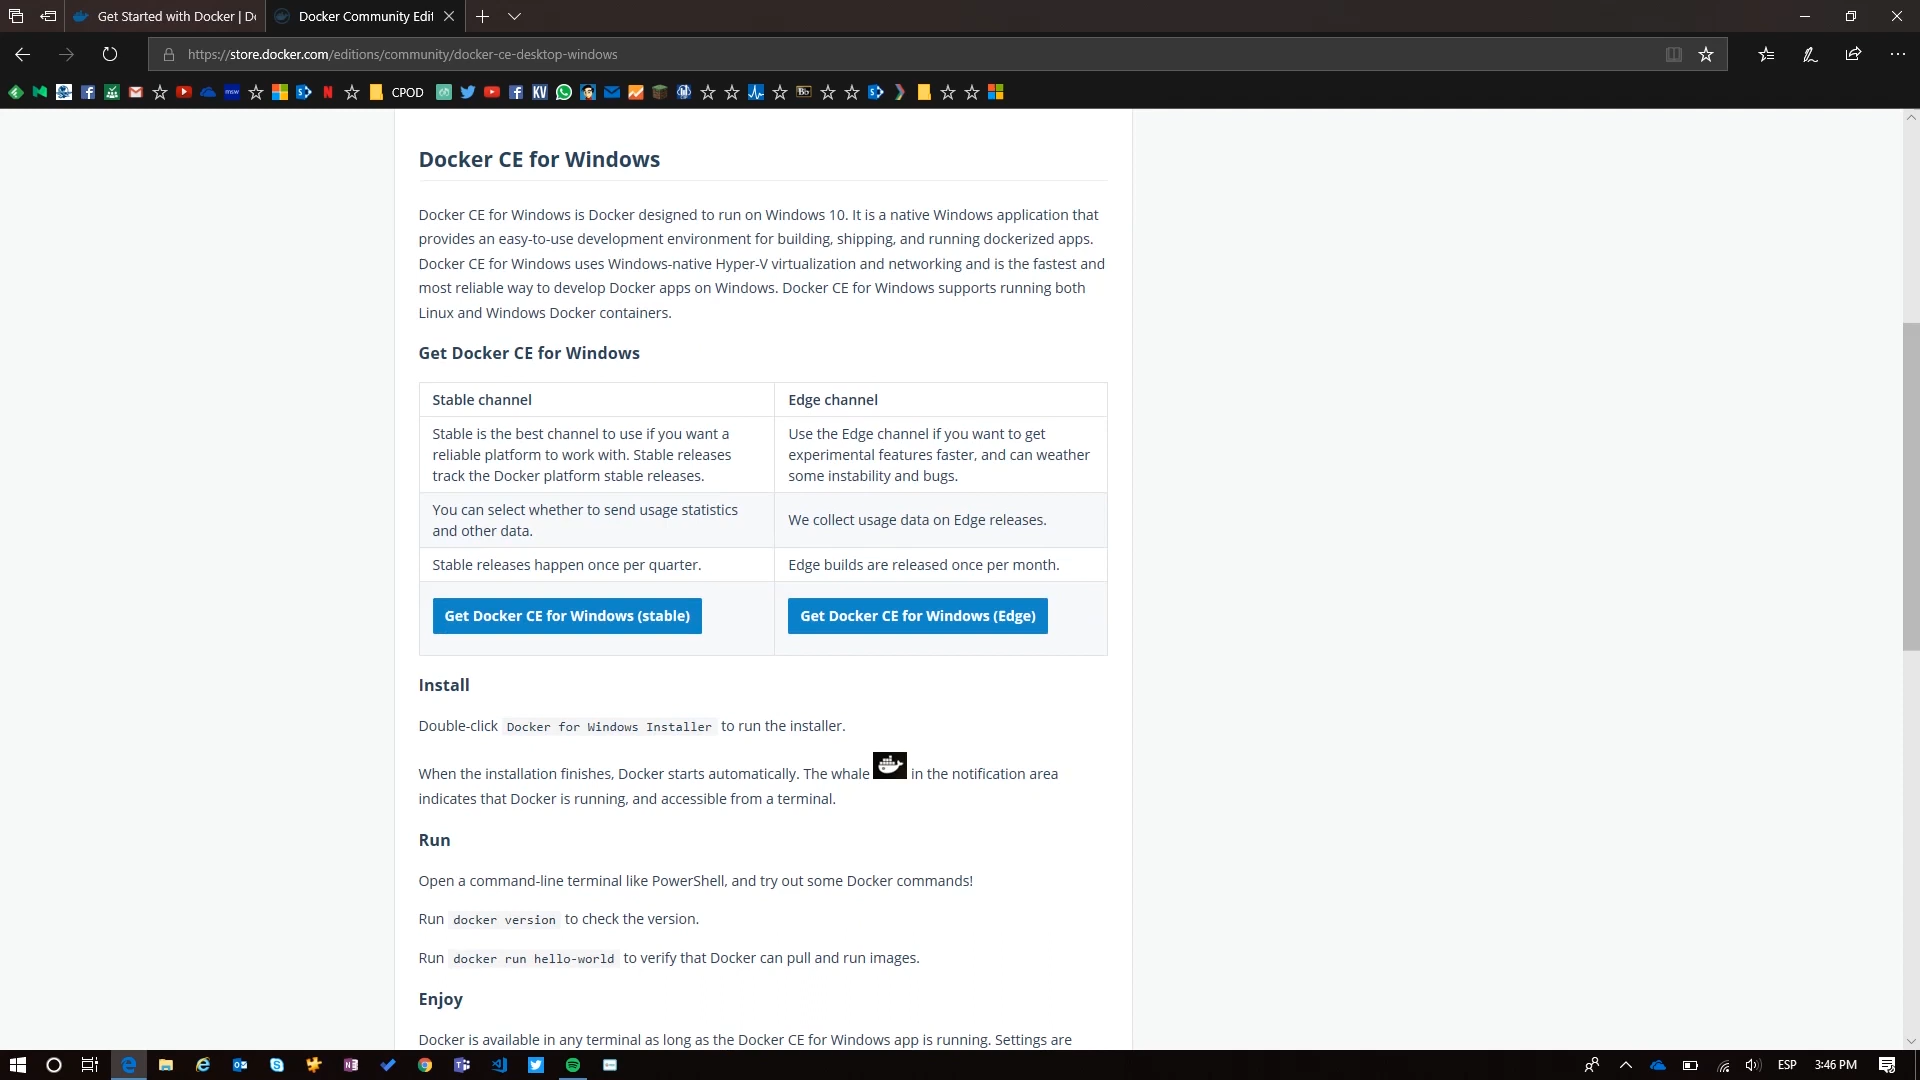 Get Started with Docker | D
Docker Community Edit
https://store.docker.com/editions/community/docker-ce-desktop-windows
msw
CPOD
KV
Docker CE for Windows
Docker CE for Windows is Docker designed to run on Windows 10. It is a native Windows application that
provides an easy-to-use development environment for building, shipping, and running dockerized apps.
Docker CE for Windows uses Windows-native Hyper-V virtualization and networking and is the fastest and
most reliable way to develop Docker apps on Windows. Docker CE for Windows supports running both
Linux and Windows Docker containers.
Get Docker CE for Windows
Stable channel
Edge channel
Stable is the best channel to use if you want a
reliable platform to work with. Stable releases
track the Docker platform stable releases.
Use the Edge channel if you want to get
experimental features faster, and can weather
some instability and bugs.
You can select whether to send usage statistics
and other data.
We collect usage data on Edge releases.
Stable releases happen once per quarter.
Edge builds are released once per month.
Get Docker CE for Windows (stable)
Get Docker CE for Windows (Edge)
Install
Double-click Docker for Windows Installer to run the installer.
When the installation finishes, Docker starts automatically. The whale in the notification area
indicates that Docker is running, and accessible from a terminal.
Run
Open a command-line terminal like PowerShell, and try out some Docker commands!
Run docker version to check the version.
Run docker run hello-world to verify that Docker can pull and run images.
Enjoy
Docker is available in any terminal as long as the Docker CE for Windows app is running. Settings are
ESP
3:46 PM